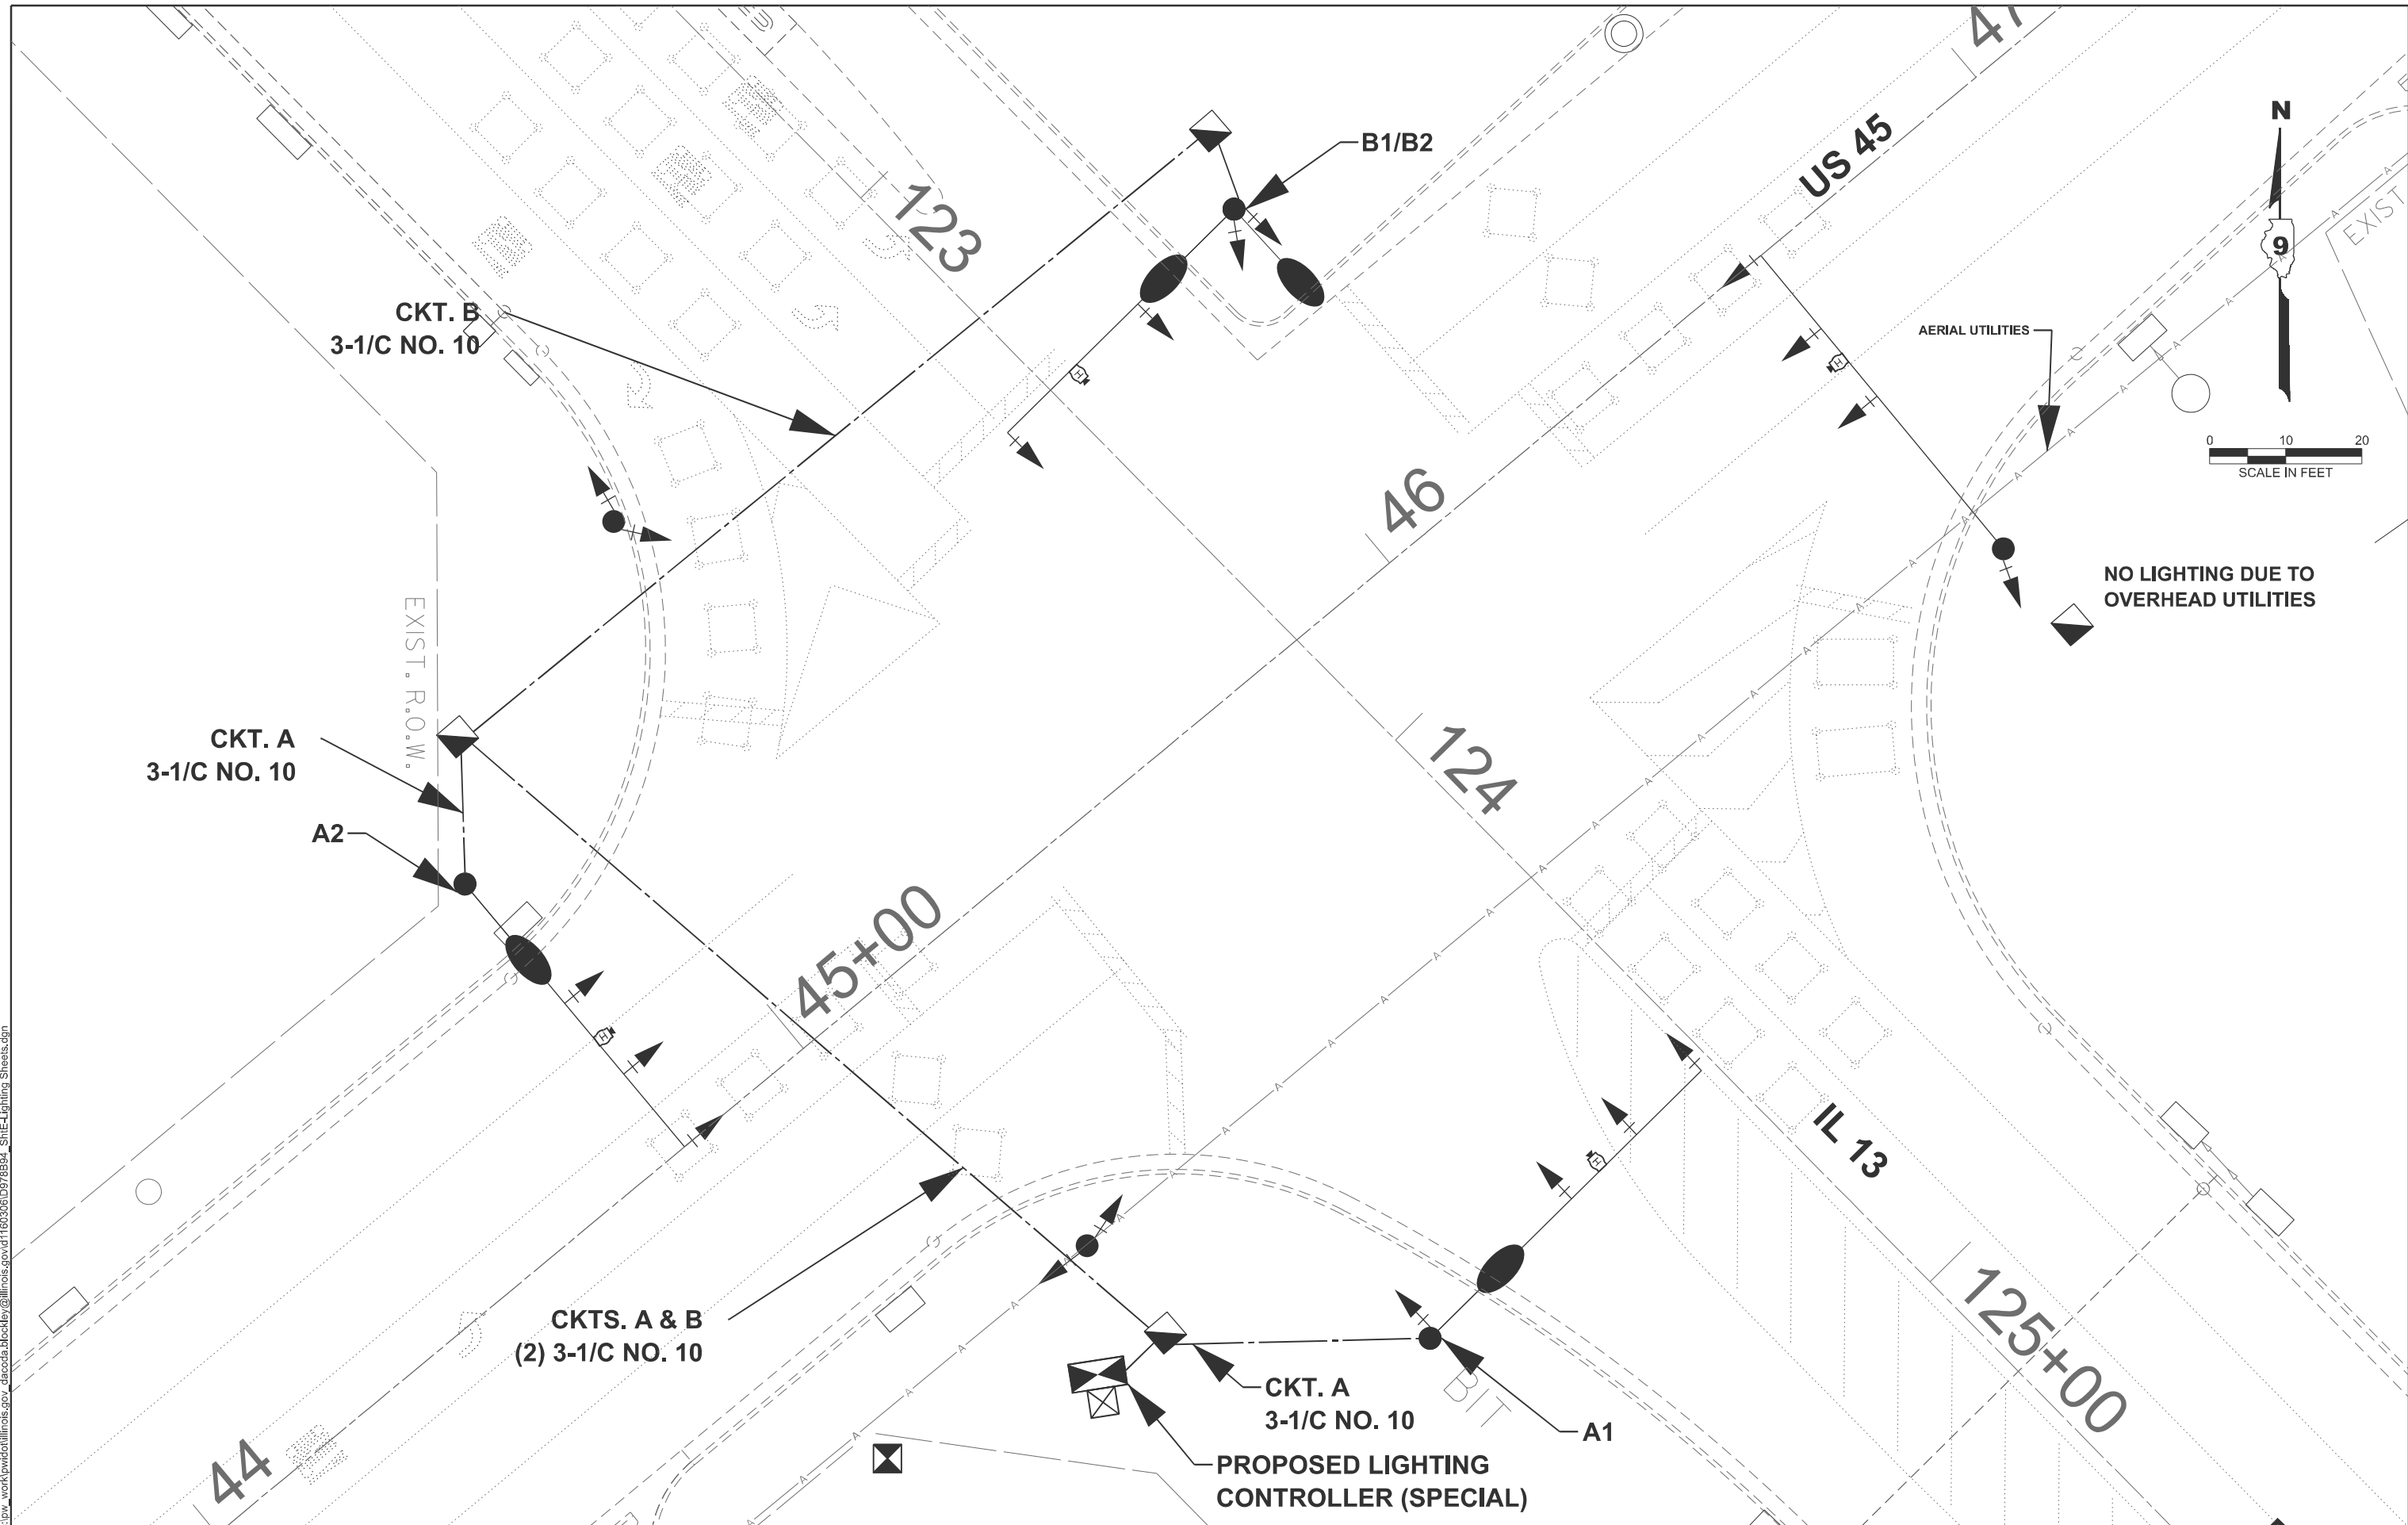 47
B1/B2
US 45
N
9
EXIST
0 10 20
SCALE IN FEET
AERIAL UTILITIES
123
CKT. B
3-1/C NO. 10
46
NO LIGHTING DUE TO
OVERHEAD UTILITIES
EXIST. R.O.W.
CKT. A
3-1/C NO. 10
A2
124
45+00
IL 13
CKTS. A & B
(2) 3-1/C NO. 10
125+00
CKT. A
3-1/C NO. 10
BIT
A1
PROPOSED LIGHTING
CONTROLLER (SPECIAL)
44
H
H
H
H